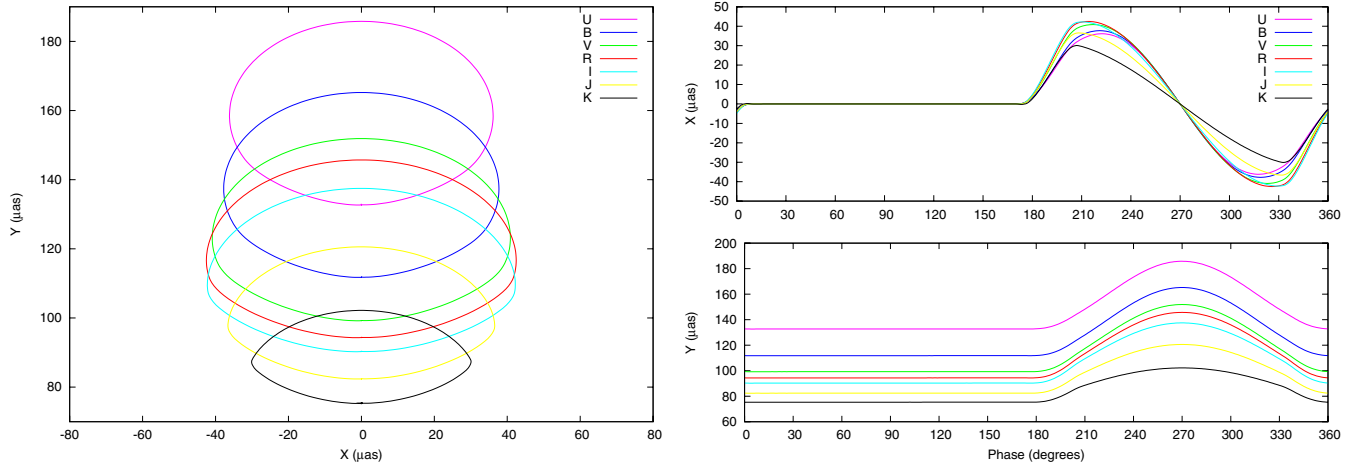 Y (μas)
180
160
140
120
100
80
U
B
V
R
I
J
K
-80 -60 -40 -20 0 20 40 60 80
X (μas)
X (μas)
50
40
30
20
10
0
-10
-20
-30
-40
-50
U
B
V
R
I
J
K
0 30 60 90 120 150 180 210 240 270 300 330 360
Y (μas)
200
180
160
140
120
100
80
60
0 30 60 90 120 150 180 210 240 270 300 330 360
Phase (degrees)